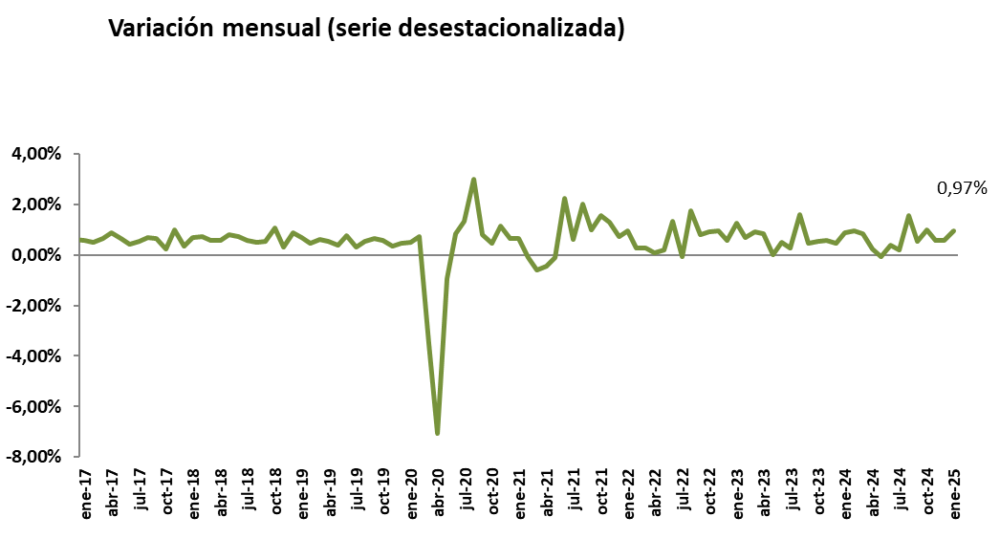 Variación mensual (serie desestacionalizada)
4,00%
2,00%
0,00%
-2,00%
-4,00%
-6,00%
-8,00%
0,97%
ene-17
abr-17
jul-17
oct-17
ene-18
abr-18
jul-18
oct-18
ene-19
abr-19
jul-19
oct-19
ene-20
abr-20
jul-20
oct-20
ene-21
abr-21
jul-21
oct-21
ene-22
abr-22
jul-22
oct-22
ene-23
abr-23
jul-23
oct-23
ene-24
abr-24
jul-24
oct-24
ene-25